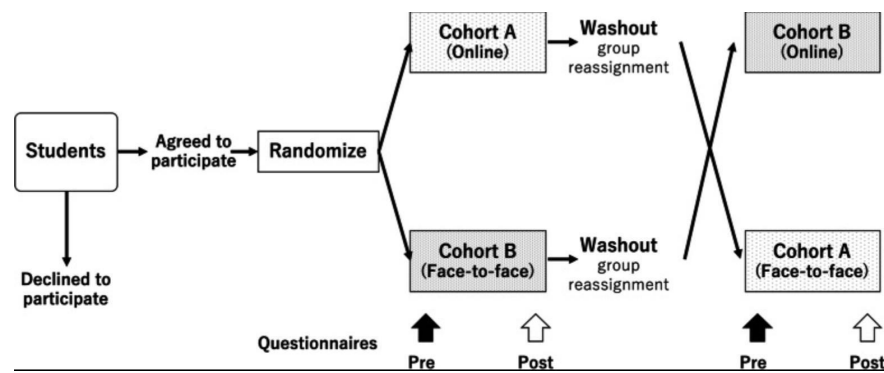 Students
Agreed to
participate
Declined to
participate
Randomize
Cohort A
(Online)
Washout
group
reassignment
Cohort B
(Online)
Cohort B
(Face-to-face)
Washout
group
reassignment
Cohort A
(Face-to-face)
Questionnaires
Pre
Post
Pre
Post